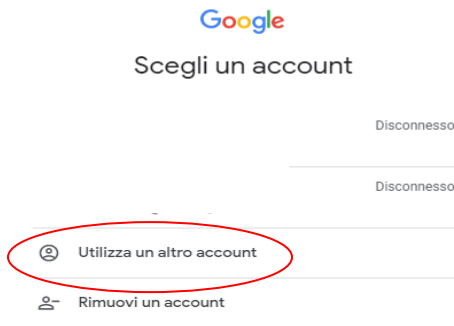 Google
Scegli un account
Disconnesso
Disconnesso
Utilizza un altro account
Rimuovi un account